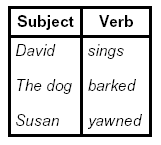 Subject Verb
David sings
The dog barked
Susan yawned